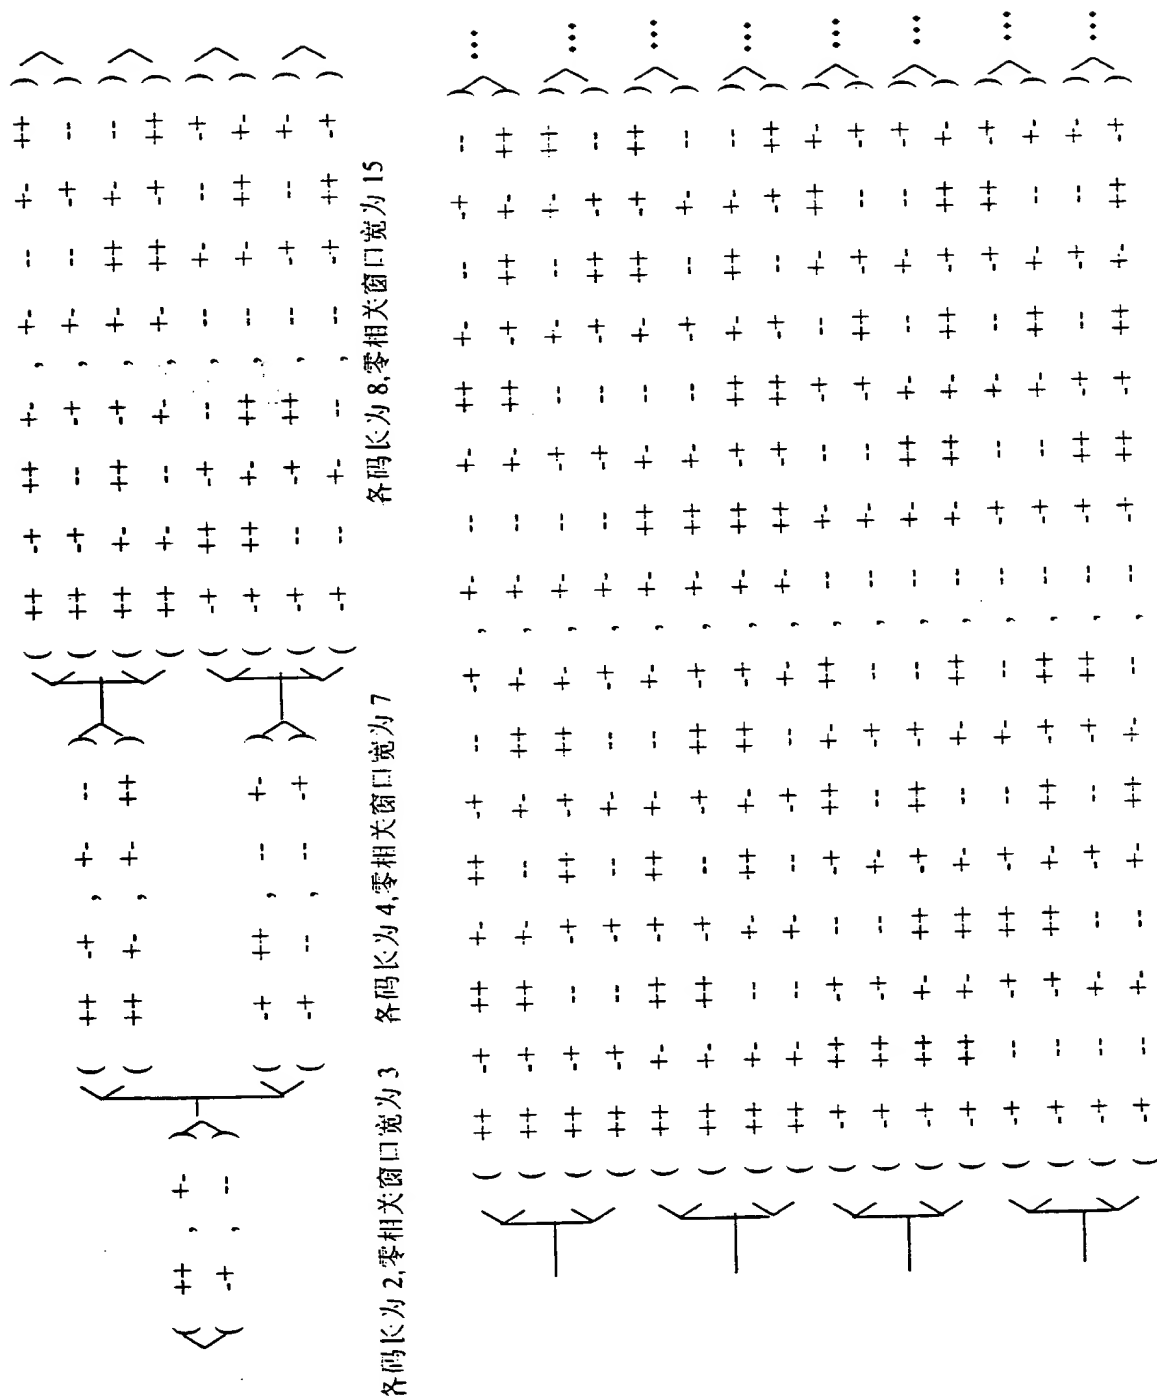 (++ -+ ++ +- , +- -- +- ++)
(++ -+ -- -+ , +- -- -+ --)
(++ -+ , +- --)
(++ +- ++ -+ , +- ++ +- --)
(++ +- , +- ++)
(++ +- -- +- , +- ++ -+ ++)
(++ , +-)
(-+ ++ -+ -- , -- +- -- -+)
(-+ , --)
(-+ ++ +- ++ , -- +- ++ +-)
(-+ ++ , -- +-)
(-+ -- -+ ++ , -- -+ -- +-)
(-+ -- , -- -+)
(-+ -- +- -- , -- -+ ++ -+)
各码长为 2,零相关窗口宽为 3 各码长为 4,零相关窗口宽为 7 各码长为 8,零相关窗口宽为 15
(++ -+ ++ +- ++ -+ -- -+ , +- -- +- ++ +- -- -+ --) ...
(++ -+ ++ +- -- +- ++ +- , +- -- +- ++ -+ ++ +- ++)
(++ -+ -- -+ ++ -+ ++ +- , +- -- -+ -- +- -- +- ++) ...
(++ -+ -- -+ -- +- -- -+ , +- -- -+ -- -+ ++ -+ --)
(++ +- ++ -+ ++ +- -- +- , +- ++ +- -- +- ++ -+ ++) ...
(++ +- ++ -+ -- -+ ++ -+ , +- ++ +- -- -+ -- +- --)
(++ +- -- +- ++ +- ++ -+ , +- ++ -+ ++ +- ++ +- --) ...
(++ +- -- +- -- -+ -- +- , +- ++ -+ ++ -+ -- -+ ++)
(-+ ++ -+ -- -+ ++ +- ++ , -- +- -- -+ -- +- ++ +-) ...
(-+ ++ -+ -- +- -- -+ -- , -- +- -- -+ ++ -+ -- -+)
(-+ ++ +- ++ -+ ++ -+ -- , -- +- ++ +- -- +- -- -+) ...
(-+ ++ +- ++ +- -- +- ++ , -- +- ++ +- ++ -+ ++ +-)
(-+ -- -+ ++ -+ -- +- -- , -- -+ -- +- -- -+ ++ -+) ...
(-+ -- -+ ++ +- ++ -+ ++ , -- -+ -- +- ++ +- -- +-)
(-+ -- +- -- -+ -- -+ ++ , -- -+ ++ -+ -- -+ -- +-) ...
(-+ -- +- -- +- ++ +- -- , -- -+ ++ -+ ++ +- ++ -+)